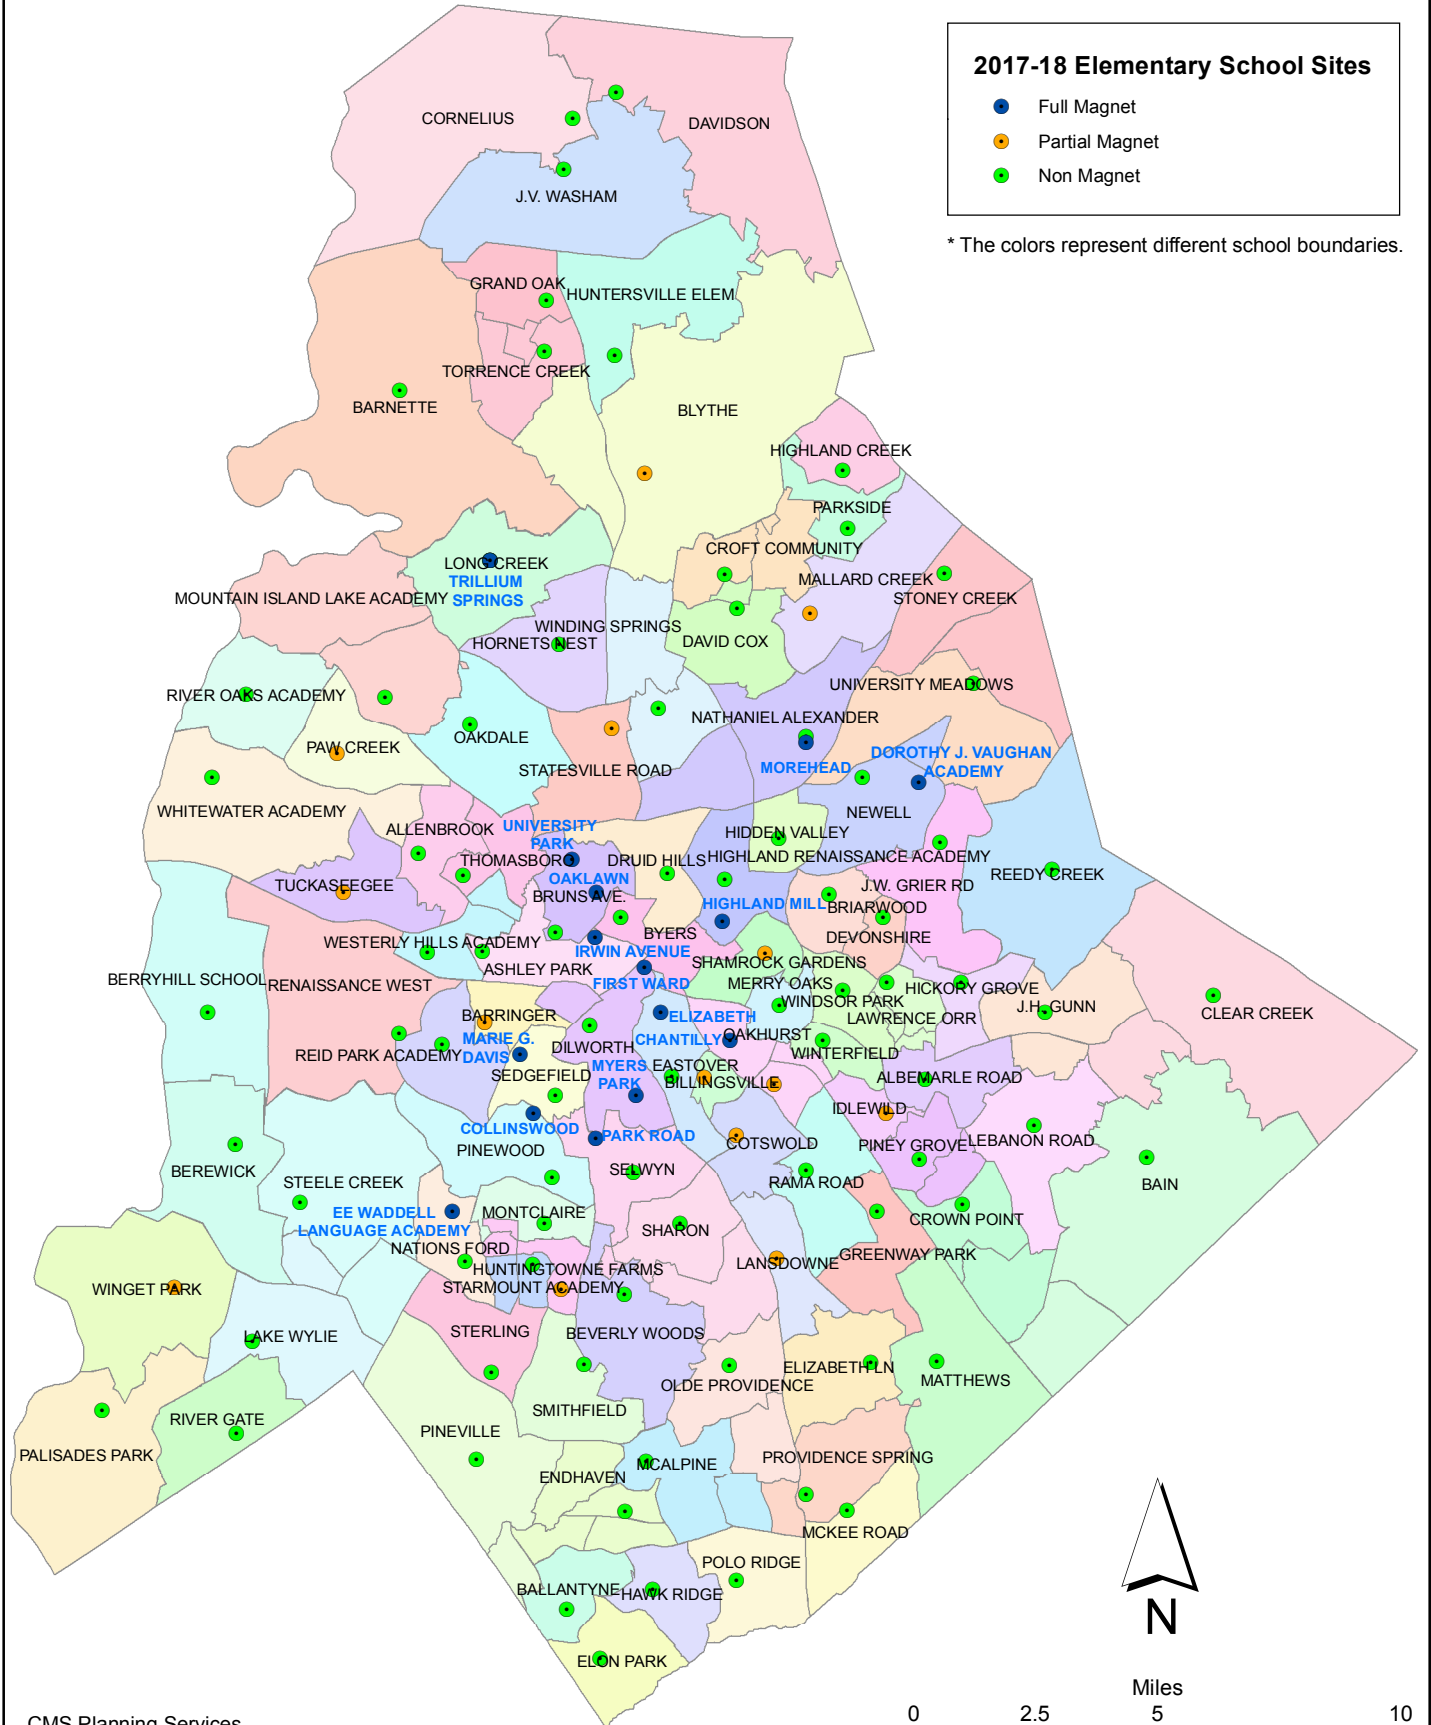 2017-18 Elementary School Sites
Full Magnet
Partial Magnet
Non Magnet
* The colors represent different school boundaries.
CORNELIUS
DAVIDSON
J.V. WASHAM
GRAND OAK
HUNTERSVILLE ELEM
TORRENCE CREEK
BARNETTE
BLYTHE
HIGHLAND CREEK
PARKSIDE
CROFT COMMUNITY
LONG CREEK
TRILLIUM
SPRINGS
MALLARD CREEK
STONEY CREEK
MOUNTAIN ISLAND LAKE ACADEMY
WINDING SPRINGS
HORNETS NEST
DAVID COX
RIVER OAKS ACADEMY
UNIVERSITY MEADOWS
NATHANIEL ALEXANDER
OAKDALE
PAW CREEK
DOROTHY J. VAUGHAN
ACADEMY
MOREHEAD
STATESVILLE ROAD
WHITEWATER ACADEMY
NEWELL
UNIVERSITY
PARK
ALLENBROOK
HIDDEN VALLEY
THOMASBORO
DRUID HILLS
HIGHLAND RENAISSANCE ACADEMY
REEDY CREEK
OAKLAWN
TUCKASEEGEE
J.W. GRIER RD
BRUNS AVE.
HIGHLAND MILL
BRIARWOOD
BYERS
DEVONSHIRE
WESTERLY HILLS ACADEMY
IRWIN AVENUE
SHAMROCK GARDENS
ASHLEY PARK
BERRYHILL SCHOOL
RENAISSANCE WEST
FIRST WARD
MERRY OAKS
HICKORY GROVE
WINDSOR PARK
J.H. GUNN
CLEAR CREEK
BARRINGER
ELIZABETH
LAWRENCE ORR
MARIE G.
DAVIS
CHANTILLY
OAKHURST
REID PARK ACADEMY
DILWORTH
WINTERFIELD
MYERS
PARK
EASTOVER
SEDGEFIELD
BILLINGSVILLE
ALBEMARLE ROAD
IDLEWILD
COLLINSWOOD
PARK ROAD
PINEWOOD
COTSWOLD
PINEY GROVE
LEBANON ROAD
BEREWICK
SELWYN
STEELE CREEK
RAMA ROAD
BAIN
EE WADDELL
LANGUAGE ACADEMY
MONTCLAIRE
CROWN POINT
SHARON
NATIONS FORD
GREENWAY PARK
LANSDOWNE
HUNTINGTOWNE FARMS
WINGET PARK
STARMOUNT ACADEMY
LAKE WYLIE
STERLING
BEVERLY WOODS
ELIZABETH LN
OLDE PROVIDENCE
MATTHEWS
RIVER GATE
SMITHFIELD
PINEVILLE
PALISADES PARK
PROVIDENCE SPRING
MCALPINE
ENDHAVEN
MCKEE ROAD
POLO RIDGE
BALLANTYNE
HAWK RIDGE
N
ELON PARK
Miles
0 2.5 5 10
CMS Planning Services